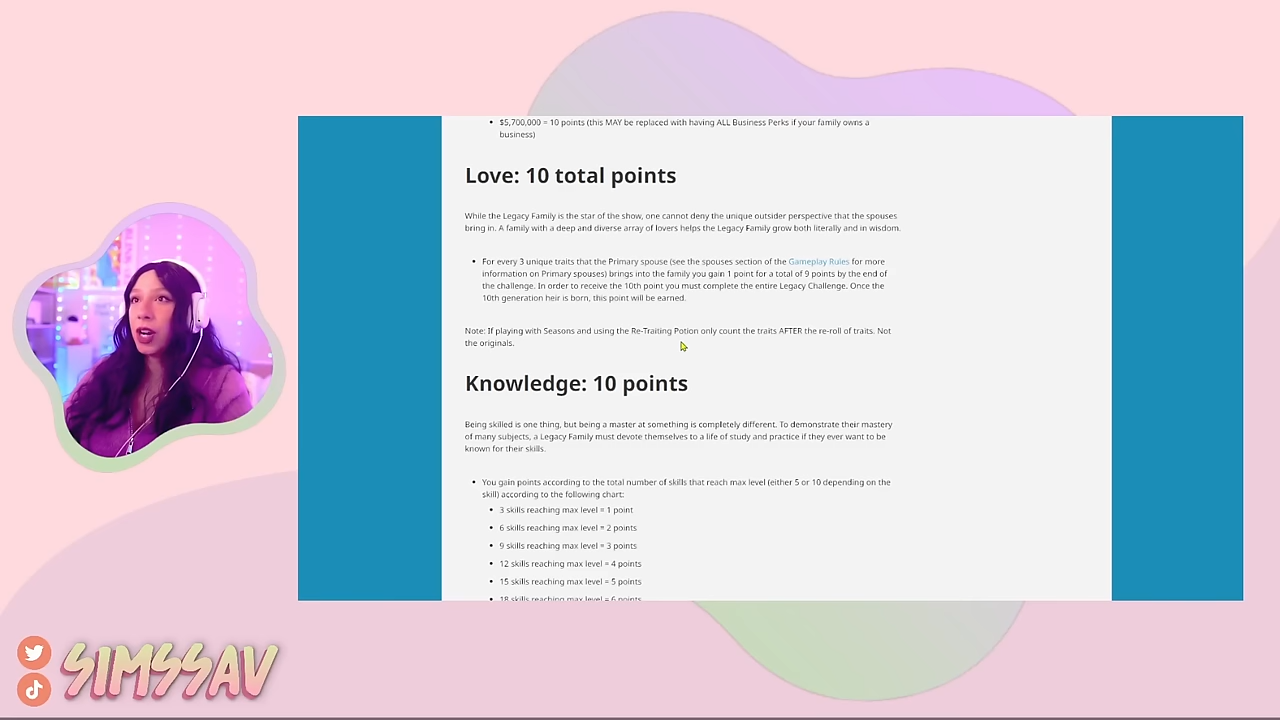 $5,700,000 = 10 points (this MAY be replaced with having ALL Business Perks if your family owns a
business)
Love: 10 total points
While the Legacy Family is the star of the show, one cannot deny the unique outsider perspective that the spouses
bring in. A family with a deep and diverse array of lovers helps the Legacy Family grow both literally and in wisdom.
For every 3 unique traits that the Primary spouse (see the spouses section of the Gameplay Rules for more
information on Primary spouses) brings into the family you gain 1 point for a total of 9 points by the end of
the challenge. In order to receive the 10th point you must complete the entire Legacy Challenge. Once the
10th generation heir is born, this point will be earned.
Note: If playing with Seasons and using the Re-Traiting Potion only count the traits AFTER the re-roll of traits. Not
the originals.
Knowledge: 10 points
Being skilled is one thing, but being a master at something is completely different. To demonstrate their mastery
of many subjects, a Legacy Family must devote themselves to a life of study and practice if they ever want to be
known for their skills.
You gain points according to the total number of skills that reach max level (either 5 or 10 depending on the
skill) according to the following chart:
3 skills reaching max level = 1 point
6 skills reaching max level = 2 points
9 skills reaching max level = 3 points
12 skills reaching max level = 4 points
15 skills reaching max level = 5 points
18 skills reaching max level = 6 points
SIMSSAV